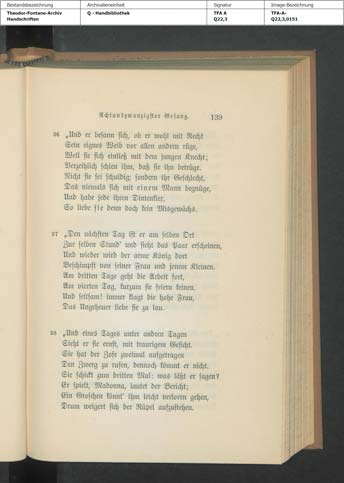 Bestandsbezeichnung Archivalieneinheit Signatur Image-Bezeichnung
Theodor-Fontane-Archiv Q - Handbibliothek TFA A TFA-A-
Handschriften Q22,3 Q22,3,0151
Achtundzwanzigster Gesang. 139
36 „Und er besann sich, ob er wohl mit Recht
Sein eignes Weib vor allen andern rüge,
Weil sie sich einließ mit dem jungen Knecht;
Verzeihlich schien ihm, daß sie ihn betrüge.
Nicht sie sei schuldig; sondern ihr Geschlecht,
Das niemals sich mit einem Mann begnüge,
Und habe jede ihren Tintenklex,
So liebe sie denn doch kein Misgewächs.
37 „Den nächsten Tag ist er am selben Ort
Zur selben Stund' und sieht das Paar erscheinen,
Und wieder wird der arme König dort
Beschimpft von seiner Frau und jenem Kleinen.
Am dritten Tage geht die Arbeit fort,
Am vierten Tag, kurzum sie feiern keinen.
Und seltsam! immer klagt die hohe Frau,
Das Ungeheuer liebe sie zu lau.
38 „Und eines Tages unter andren Tagen
Sieht er sie ernst, mit traurigem Gesicht.
Sie hat der Zofe zweimal aufgetragen
Den Zwerg zu rufen, dennoch kömmt er nicht.
Sie schickt zum dritten Mal: was läßt er sagen?
Er spielt, Madonna, lautet der Bericht;
Ein Groschen könnt' ihm leicht verloren gehen,
Drum weigert sich der Rüpel aufzustehen.